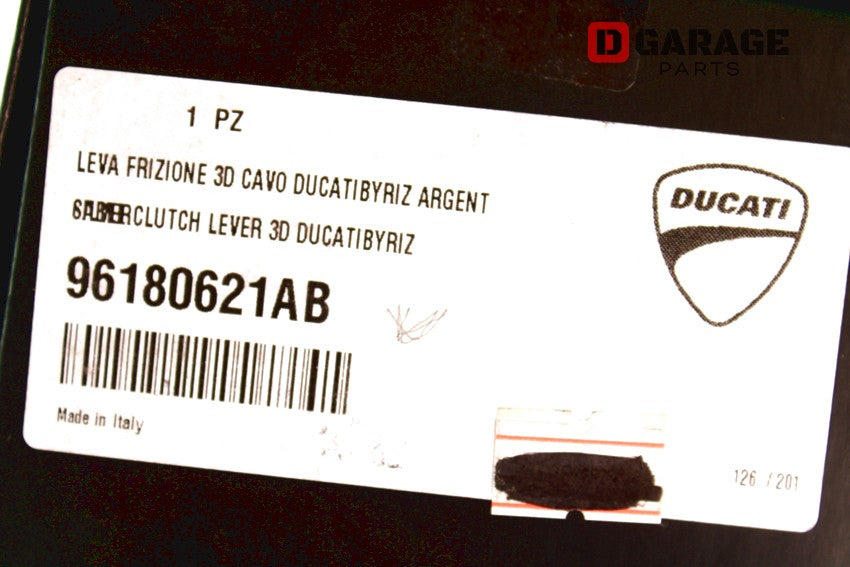 D GARAGE
PARTS
1 PZ
LEVA FRIZIONE 3D CAVO DUCATIBYRIZ ARGENT
CLUTCH LEVER 3D DUCATIBYRIZ
DUCATI
96180621AB
Made in Italy
126 / 201